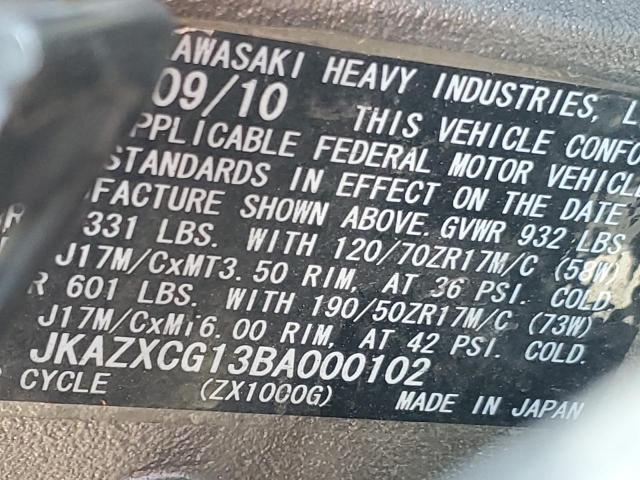 AWASAKI HEAVY INDUSTRIES, L
09/10 THIS VEHICLE CONFO
PPLICABLE FEDERAL MOTOR VEHICL
STANDARDS IN EFFECT ON THE DATE
FACTURE SHOWN ABOVE. GVWR 932 LBS
331 LBS. WITH 120/70ZR17M/C (58W)
J17M/CxMT3.50 RIM, AT 36 PSI. COLD
R 601 LBS. WITH 190/50ZR17M/C (73W)
J17M/CxMT6.00 RIM, AT 42 PSI. COLD.
JKAZXCG13BA000102
CYCLE (ZX1000G) MADE IN JAPAN